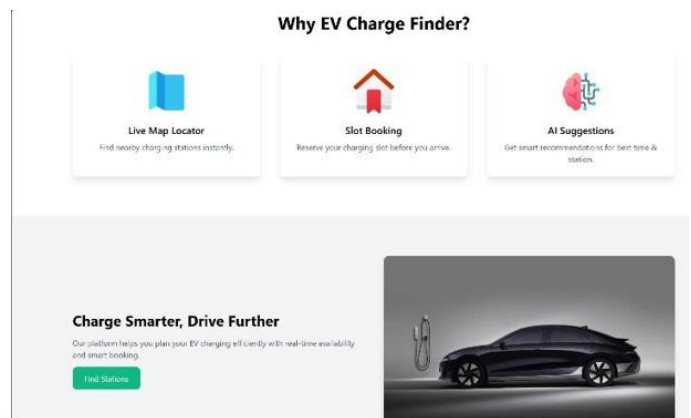 Why EV Charge Finder?
Live Map Locator
Find nearby charging stations instantly.
Slot Booking
Reserve your charging slot before you arrive.
AI Suggestions
Get smart recommendations for best time &
station.
Charge Smarter, Drive Further
Our platform helps you plan your EV charging efficiently with real-time availability
and smart booking.
Find Stations